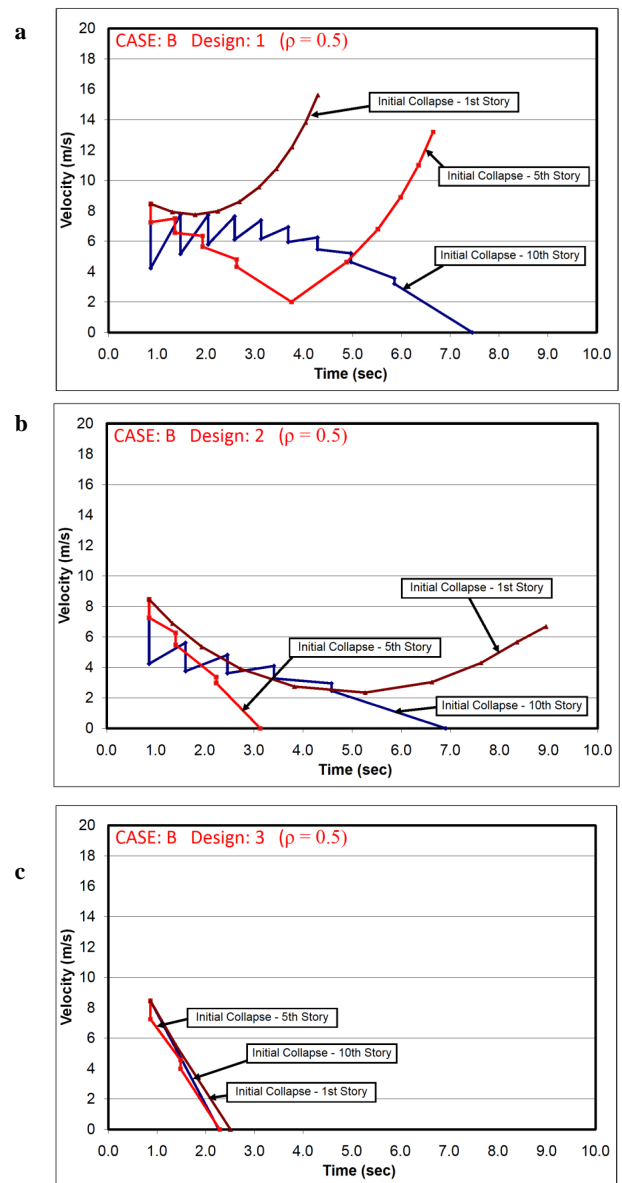 a
CASE: B Design: 1 (ρ = 0.5)
20
18
16
14
12
10
8
6
4
2
0
Velocity (m/s)
Initial Collapse - 1st Story
Initial Collapse - 5th Story
Initial Collapse - 10th Story
0.0 1.0 2.0 3.0 4.0 5.0 6.0 7.0 8.0 9.0 10.0
Time (sec)
b
CASE: B Design: 2 (ρ = 0.5)
20
18
16
14
12
10
8
6
4
2
0
Velocity (m/s)
Initial Collapse - 1st Story
Initial Collapse - 5th Story
Initial Collapse - 10th Story
0.0 1.0 2.0 3.0 4.0 5.0 6.0 7.0 8.0 9.0 10.0
Time (sec)
c
CASE: B Design: 3 (ρ = 0.5)
20
18
16
14
12
10
8
6
4
2
0
Velocity (m/s)
Initial Collapse - 5th Story
Initial Collapse - 10th Story
Initial Collapse - 1st Story
0.0 1.0 2.0 3.0 4.0 5.0 6.0 7.0 8.0 9.0 10.0
Time (sec)